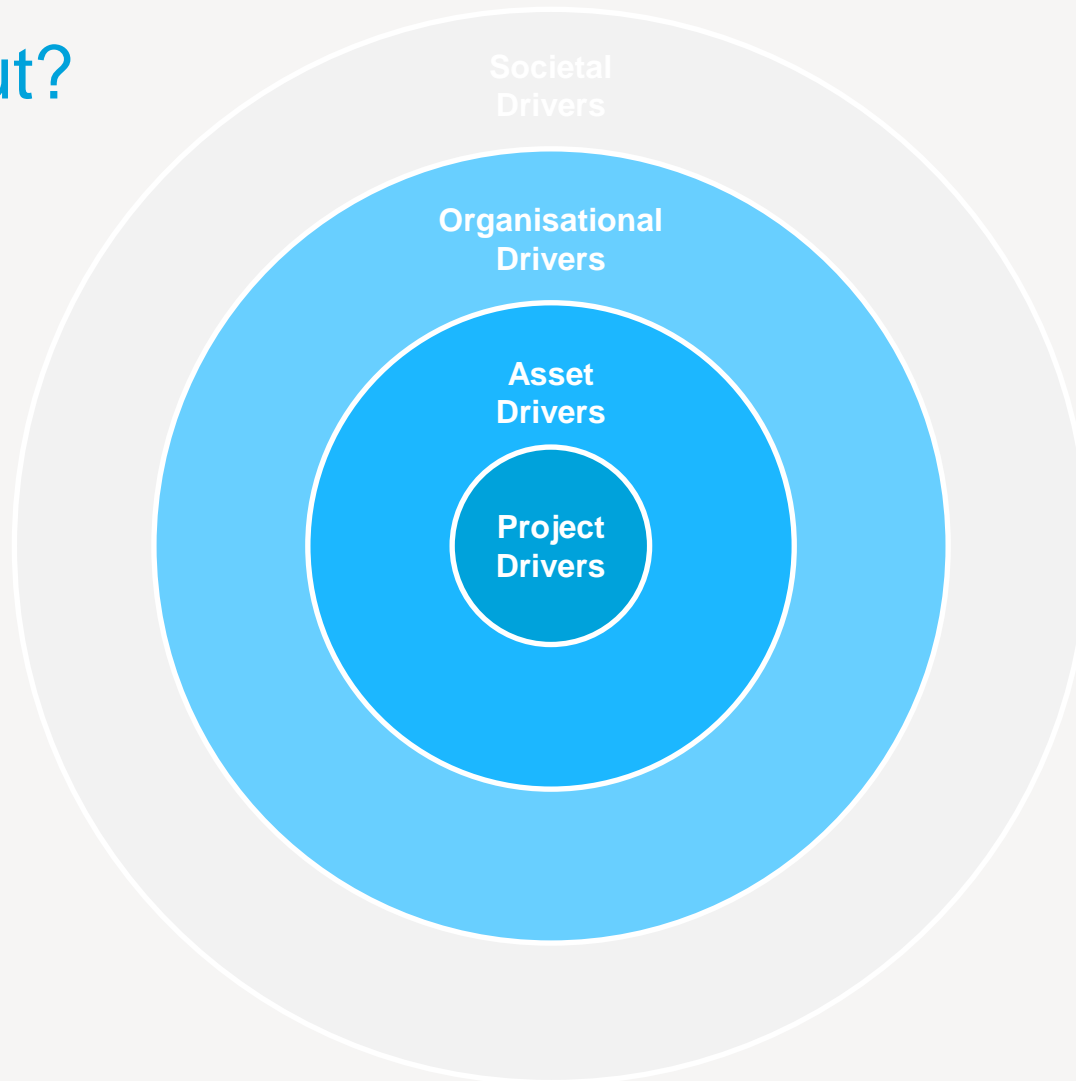 ut?
Societal
Drivers
Organisational
Drivers
Asset
Drivers
Project
Drivers